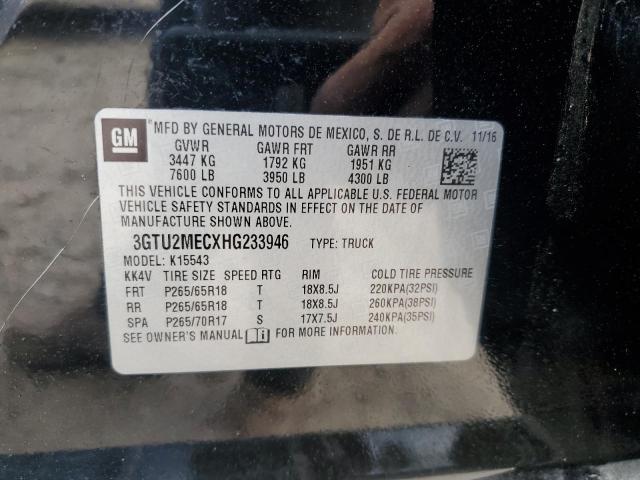 GM
MFD BY GENERAL MOTORS DE MEXICO, S. DE R.L. DE C.V. 11/16
GVWR GAWR FRT GAWR RR
3447 KG 1792 KG 1951 KG
7600 LB 3950 LB 4300 LB
THIS VEHICLE CONFORMS TO ALL APPLICABLE U.S. FEDERAL MOTOR
VEHICLE SAFETY STANDARDS IN EFFECT ON THE DATE OF
MANUFACTURE SHOWN ABOVE.
3GTU2MECXHG233946 TYPE: TRUCK
MODEL: K15543
KK4V TIRE SIZE SPEED RTG RIM COLD TIRE PRESSURE
FRT P265/65R18 T 18X8.5J 220KPA(32PSI)
RR P265/65R18 T 18X8.5J 260KPA(38PSI)
SPA P265/70R17 S 17X7.5J 240KPA(35PSI)
SEE OWNER'S MANUAL FOR MORE INFORMATION